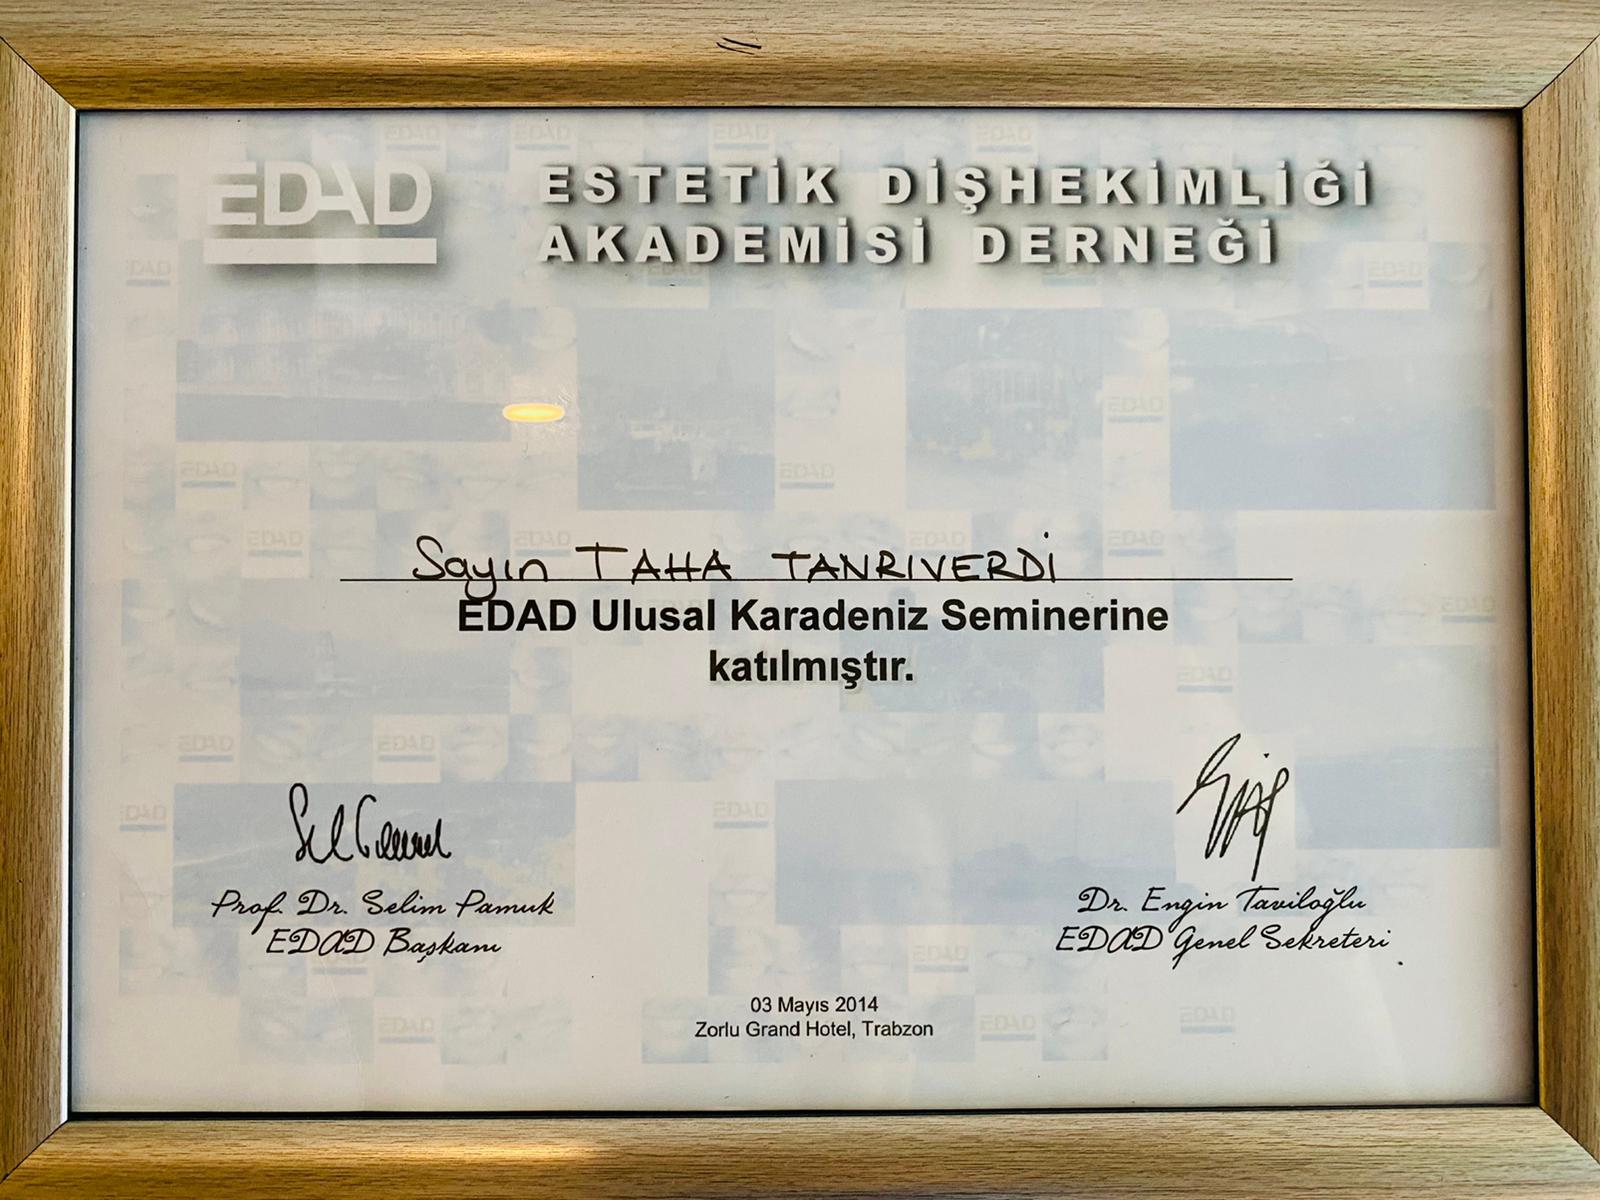 EDAD
ESTETİK DİŞHEKİMLİĞİ
AKADEMİSİ DERNEĞİ
Sayın TAHA TANRIVERDİ
EDAD Ulusal Karadeniz Seminerine
katılmıştır.
Prof. Dr. Selim Pamuk
EDAD Başkanı
Dr. Engin Taviloğlu
EDAD Genel Sekreteri
03 Mayıs 2014
Zorlu Grand Hotel, Trabzon